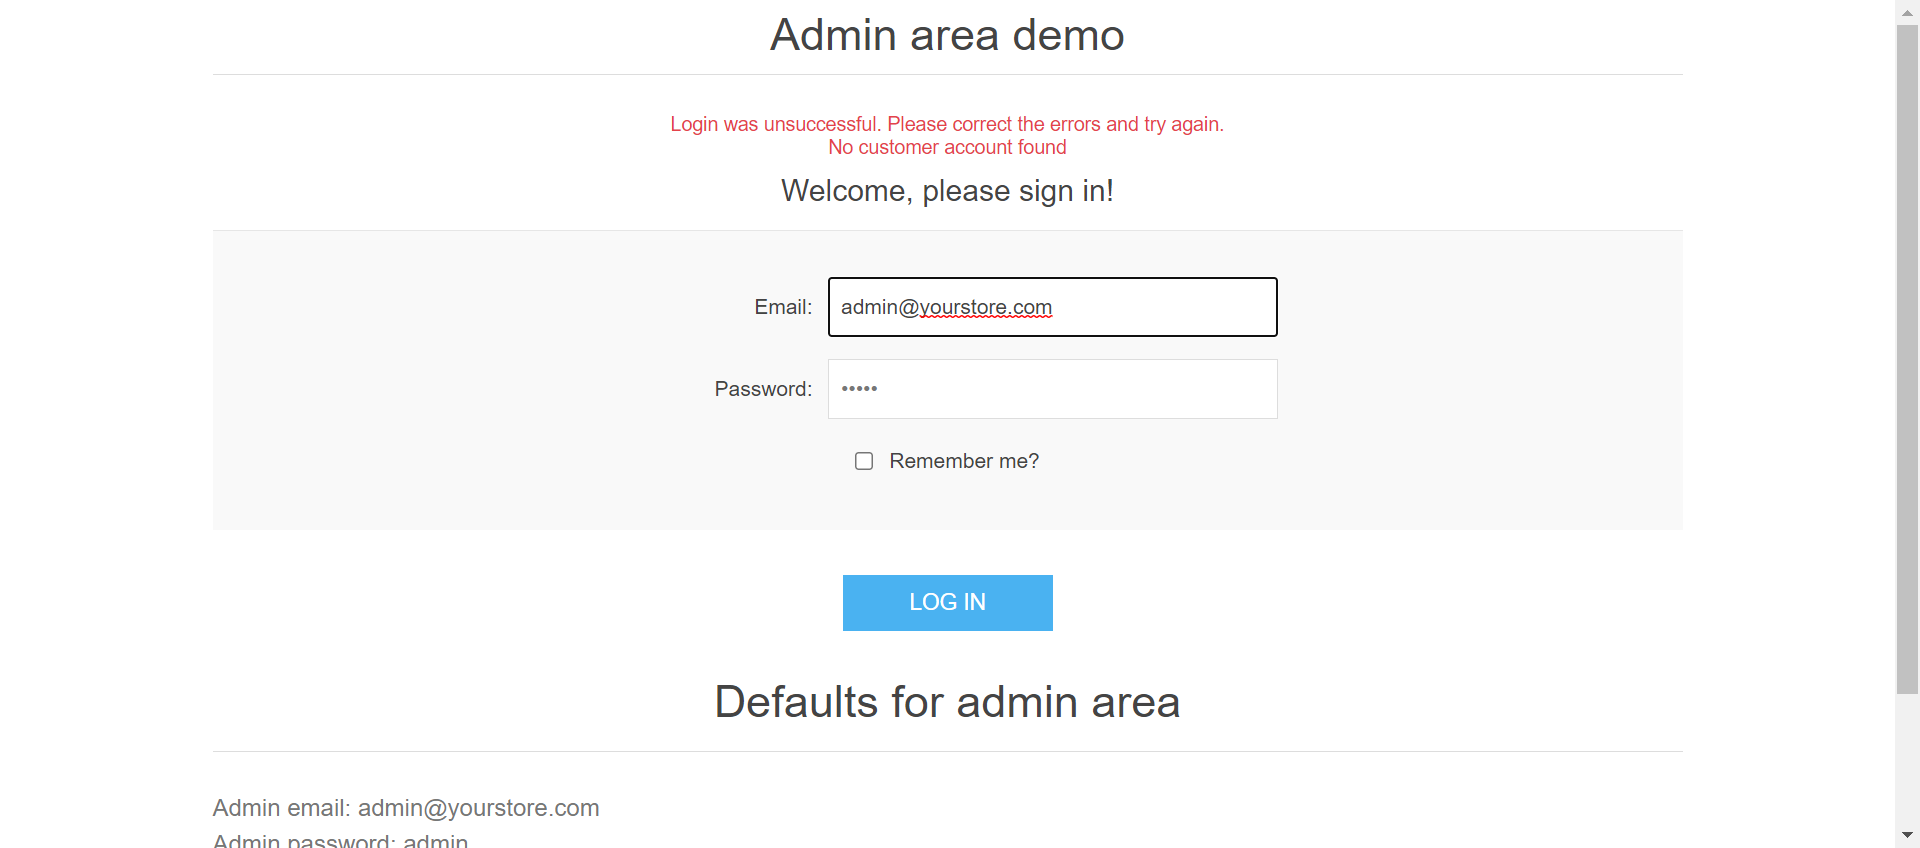 Admin area demo
Login was unsuccessful. Please correct the errors and try again.
No customer account found
Welcome, please sign in!
Email: admin@yourstore.com
Password: •••••
Remember me?
LOG IN
Defaults for admin area
Admin email: admin@yourstore.com
Admin password: admin